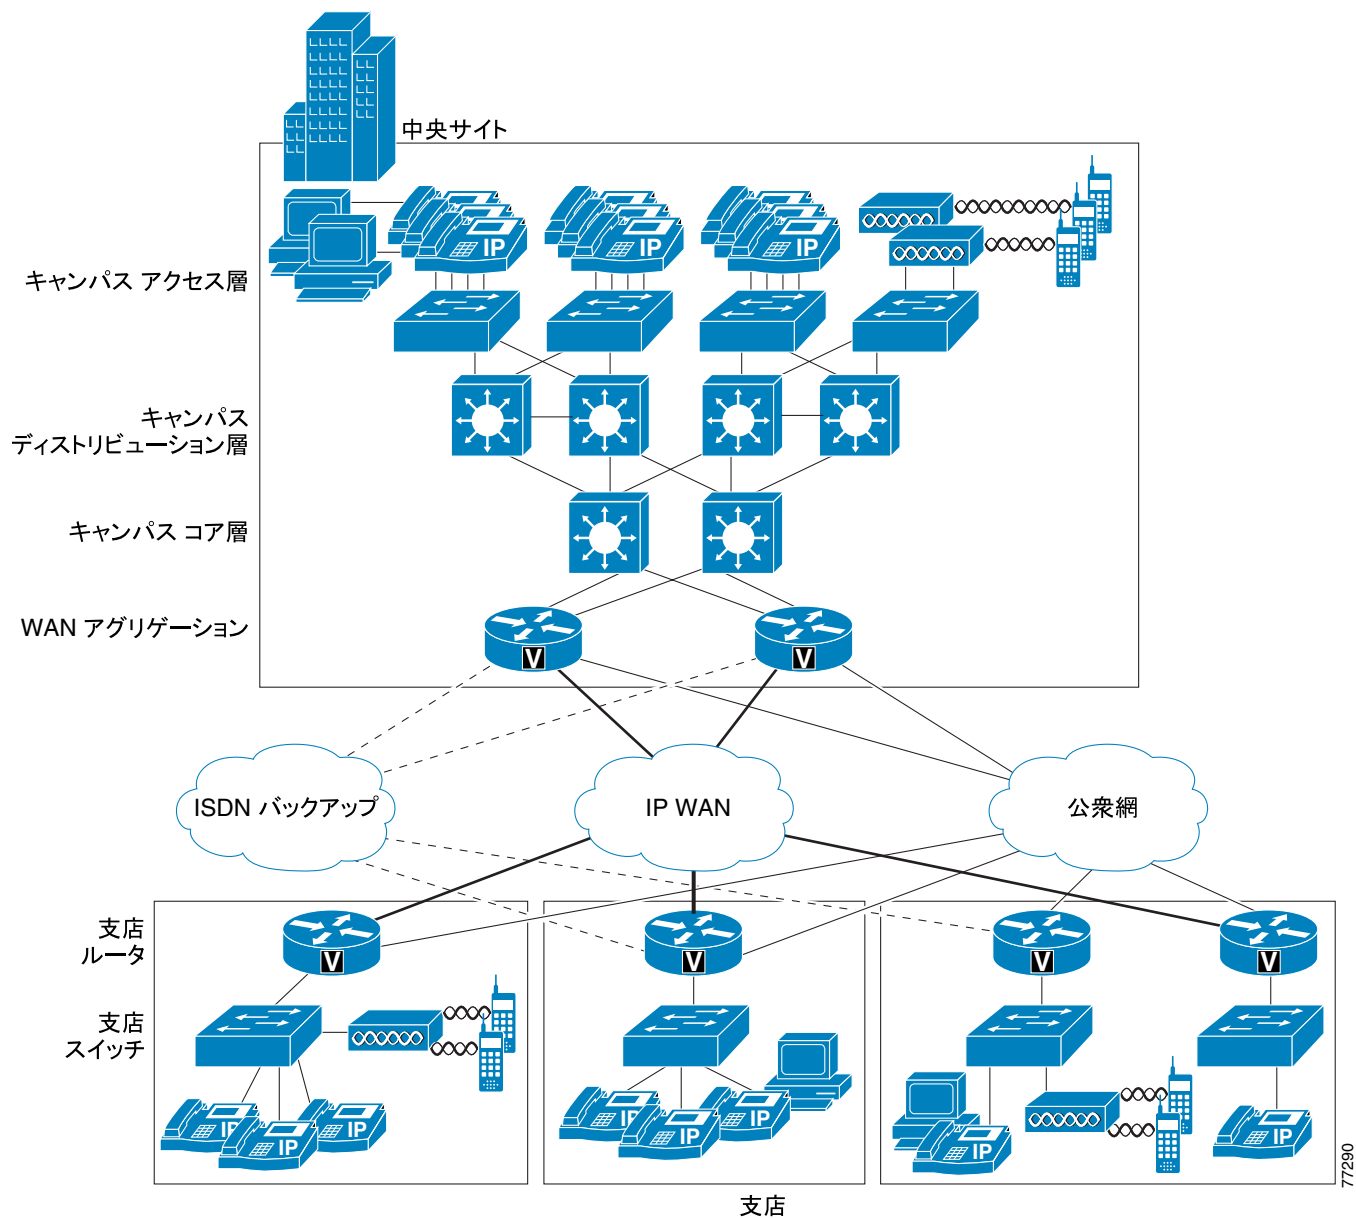 中央サイト
IP
IP
IP
キャンパス アクセス層
キャンパス
ディストリビューション層
キャンパス コア層
WAN アグリゲーション
V
V
ISDN バックアップ
IP WAN
公衆網
支店
ルータ
V
V
V
V
支店
スイッチ
IP
IP
IP
IP
IP
IP
77290
支店